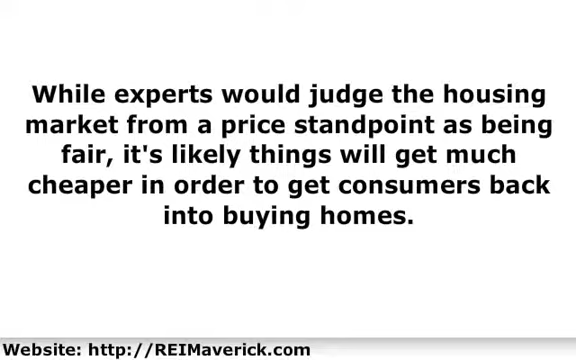 While experts would judge the housing
market from a price standpoint as being
fair, it's likely things will get much
cheaper in order to get consumers back
into buying homes.
Website: http://REIMaverick.com